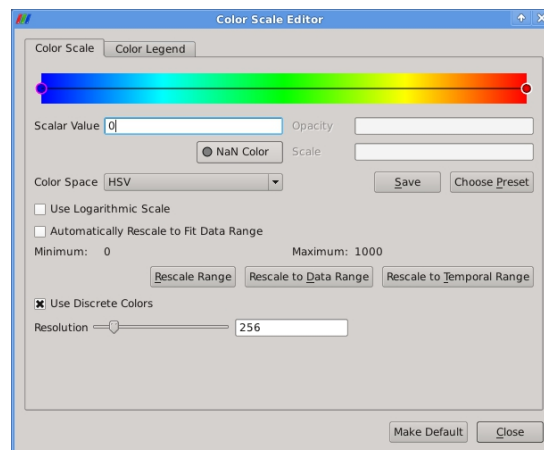 Color Scale Editor
Color Scale Color Legend
Scalar Value 0 Opacity
NaN Color Scale
Color Space HSV Save Choose Preset
Use Logarithmic Scale
Automatically Rescale to Fit Data Range
Minimum: 0 Maximum: 1000
Rescale Range Rescale to Data Range Rescale to Temporal Range
Use Discrete Colors
Resolution 256
Make Default Close